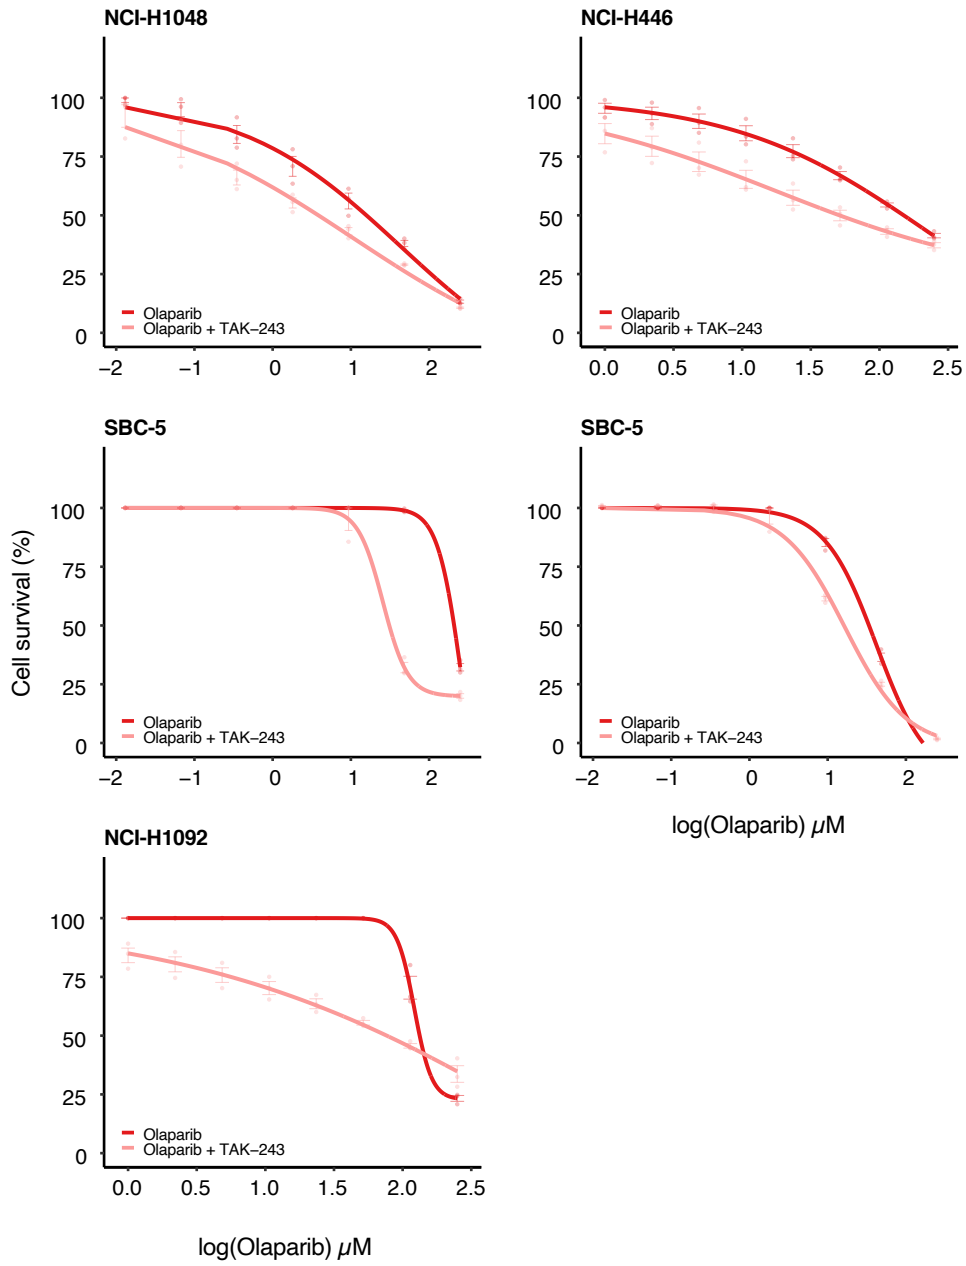 NCI-H1048
100
75
50
25
0
Olaparib
Olaparib + TAK−243
−2 −1 0 1 2
NCI-H446
100
75
50
25
0
Olaparib
Olaparib + TAK−243
0.0 0.5 1.0 1.5 2.0 2.5
SBC-5
Cell survival (%)
100
75
50
25
0
Olaparib
Olaparib + TAK−243
−2 −1 0 1 2
SBC-5
100
75
50
25
0
Olaparib
Olaparib + TAK−243
−2 −1 0 1 2
log(Olaparib) µM
NCI-H1092
100
75
50
25
0
Olaparib
Olaparib + TAK−243
0.0 0.5 1.0 1.5 2.0 2.5
log(Olaparib) µM